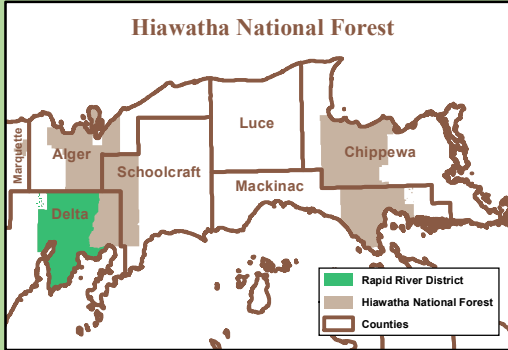 Hiawatha National Forest
Marquette
Alger
Luce
Chippewa
Schoolcraft
Mackinac
Delta
Rapid River District
Hiawatha National Forest
Counties